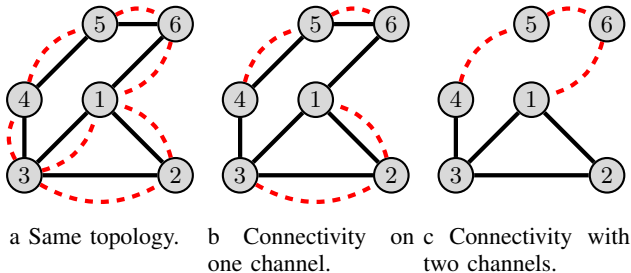 5 6 5 6 5 6
4 1 4 1 4 1
3 2 3 2 3 2
a Same topology.
b Connectivity on
one channel.
c Connectivity with
two channels.